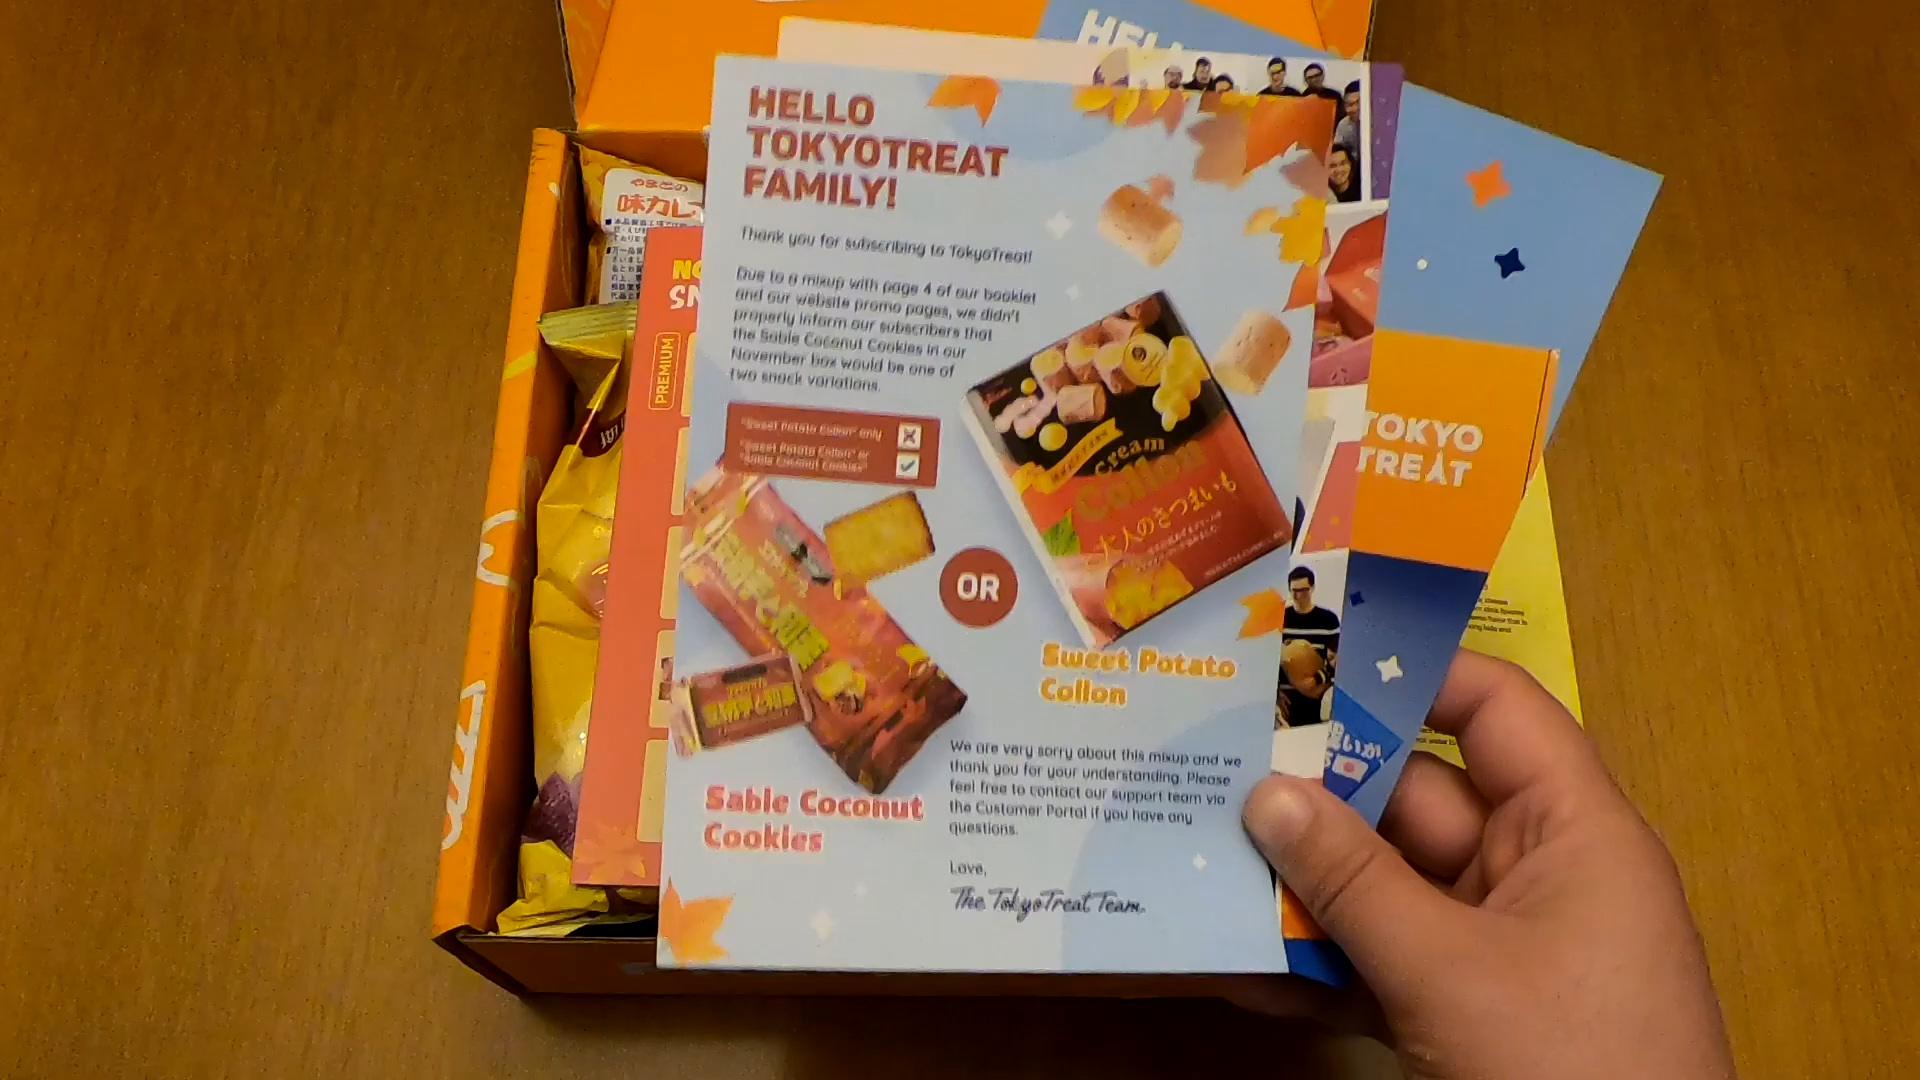 HELLO
TOKYOTREAT
FAMILY!
Thank you for subscribing to TokyoTreat!
Due to a mixup with page 4 of our booklet
and our website promo pages, we didn't
properly inform our subscribers that
the Sable Coconut Cookies in our
November box would be one of
two snack variations.
"Sweet Potato Collon" only
"Sweet Potato Collon" or
"Sable Coconut Cookies"
Cream
Collon
大人のさつまいも
OR
Sweet Potato
Collon
Sable Coconut
Cookies
We are very sorry about this mixup and we
thank you for your understanding. Please
feel free to contact our support team via
the Customer Portal if you have any
questions.
Love,
The TokyoTreat Team
PREMIUM
TOKYO
TREAT
やまとの
味カレー